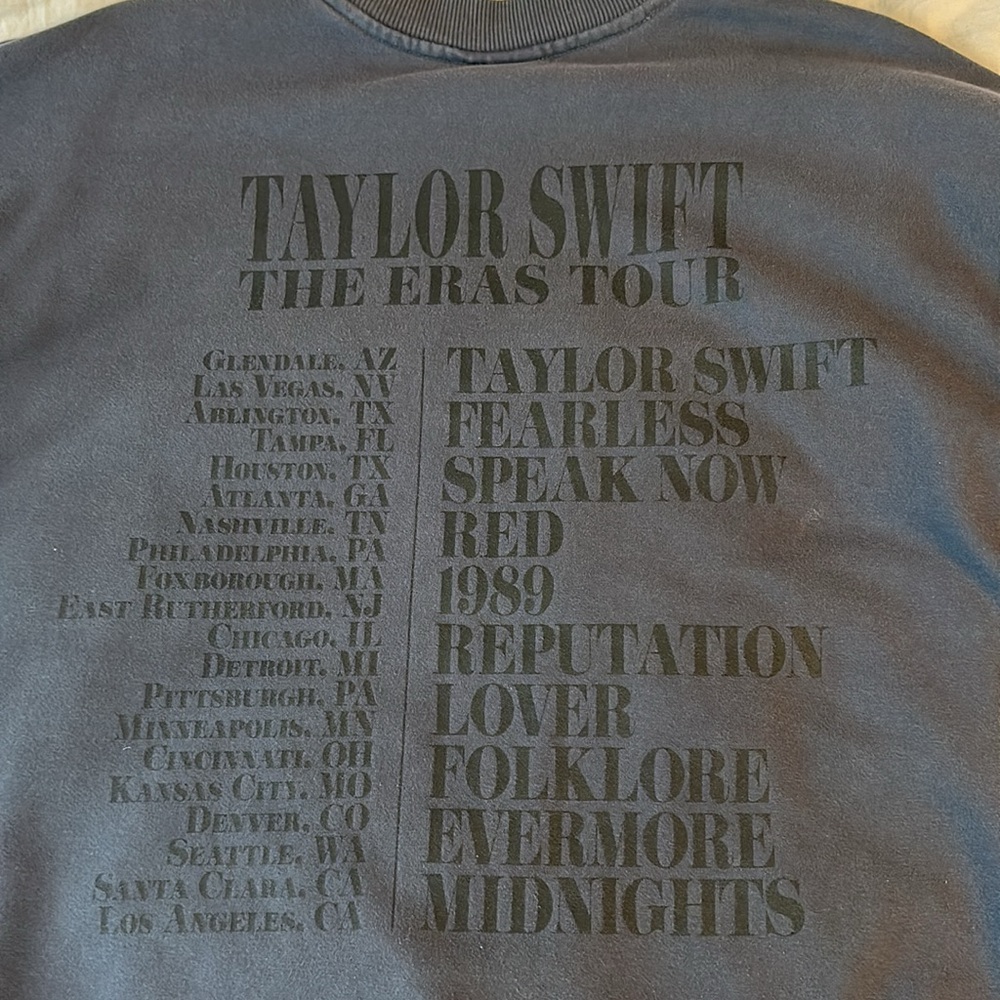 TAYLOR SWIFT
THE ERAS TOUR
GLENDALE, AZ
LAS VEGAS, NV
ARLINGTON, TX
TAMPA, FL
HOUSTON, TX
ATLANTA, GA
NASHVILLE, TN
PHILADELPHIA, PA
FOXBOROUGH, MA
EAST RUTHERFORD, NJ
CHICAGO, IL
DETROIT, MI
PITTSBURGH, PA
MINNEAPOLIS, MN
CINCINNATI, OH
KANSAS CITY, MO
DENVER, CO
SEATTLE, WA
SANTA CLARA, CA
LOS ANGELES, CA
TAYLOR SWIFT
FEARLESS
SPEAK NOW
RED
1989
REPUTATION
LOVER
FOLKLORE
EVERMORE
MIDNIGHTS